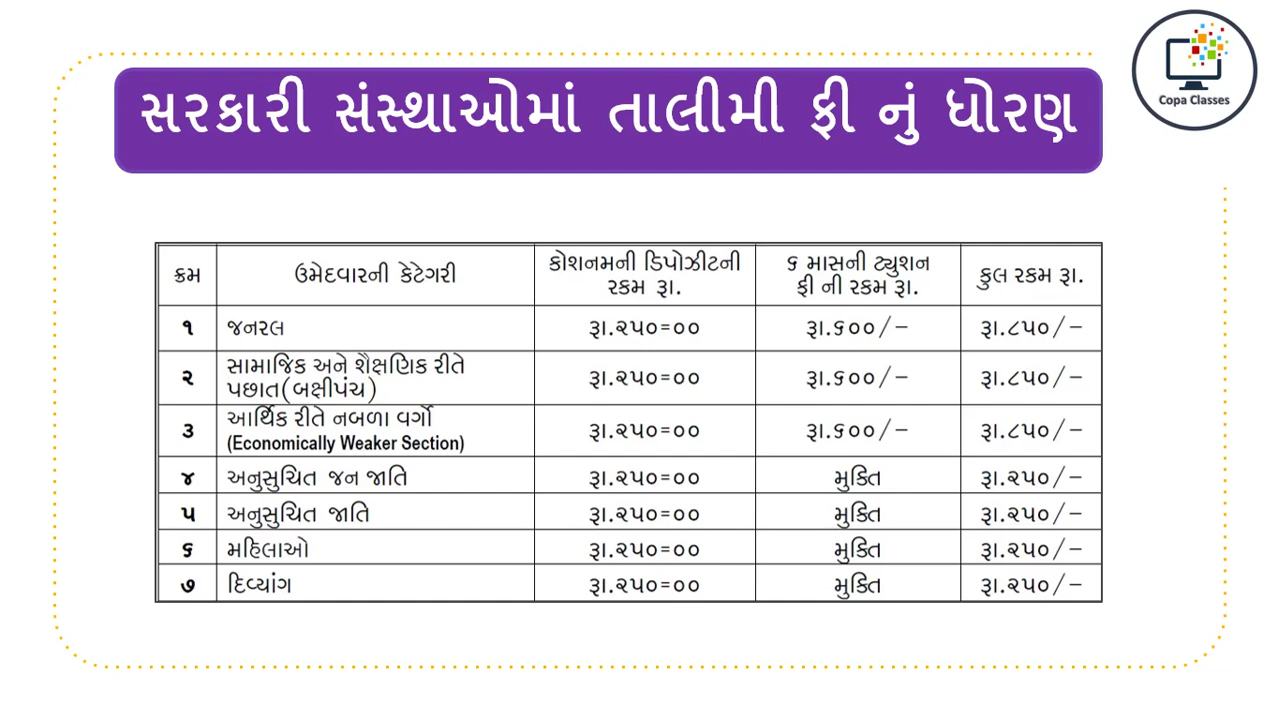 Copa Classes
સરકારી સંસ્થાઓમાં તાલીમી ફી નું ધોરણ
ક્રમ ઉમેદવારની કેટેગરી કોશનમની ડિપોઝીટની રકમ રૂા. ૬ માસની ટ્યુશન ફી ની રકમ રૂા. કુલ રકમ રૂા.
૧ જનરલ રૂા.૨૫૦=૦૦ રૂા.૬૦૦/- રૂા.૮૫૦/-
૨ સામાજિક અને શૈક્ષણિક રીતે પછાત(બક્ષીપંચ) રૂા.૨૫૦=૦૦ રૂા.૬૦૦/- રૂા.૮૫૦/-
૩ આર્થિક રીતે નબળા વર્ગો (Economically Weaker Section) રૂા.૨૫૦=૦૦ રૂા.૬૦૦/- રૂા.૮૫૦/-
૪ અનુસુચિત જન જાતિ રૂા.૨૫૦=૦૦ મુક્તિ રૂા.૨૫૦/-
૫ અનુસુચિત જાતિ રૂા.૨૫૦=૦૦ મુક્તિ રૂા.૨૫૦/-
૬ મહિલાઓ રૂા.૨૫૦=૦૦ મુક્તિ રૂા.૨૫૦/-
૭ દિવ્યાંગ રૂા.૨૫૦=૦૦ મુક્તિ રૂા.૨૫૦/-